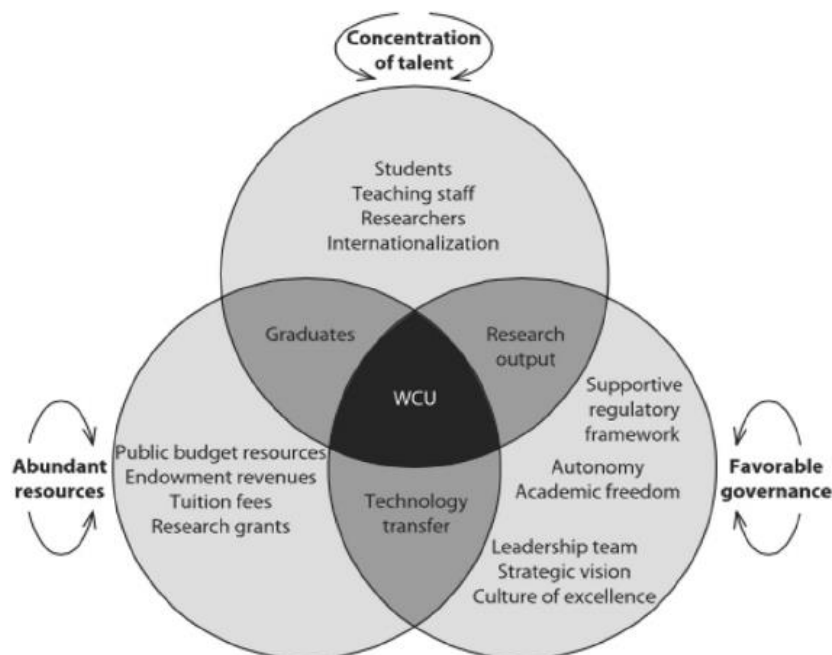 Concentration
of talent
Students
Teaching staff
Researchers
Internationalization
Graduates
Research
output
WCU
Supportive
regulatory
framework
Autonomy
Academic freedom
Leadership team
Strategic vision
Culture of excellence
Abundant
resources
Public budget resources
Endowment revenues
Tuition fees
Research grants
Technology
transfer
Favorable
governance